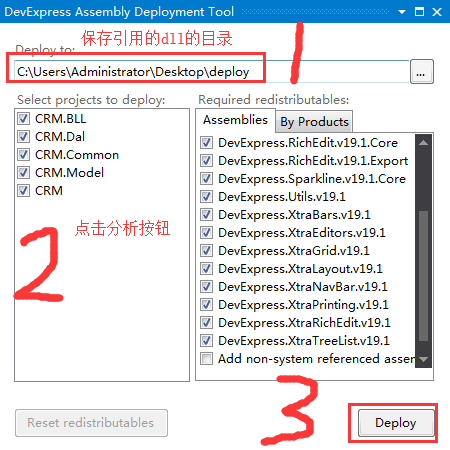 DevExpress Assembly Deployment Tool
保存引用的dll的目录
1
Deploy to:
C:\Users\Administrator\Desktop\deploy
...
Select projects to deploy:
Required redistributables:
CRM.BLL
CRM.Dal
CRM.Common
CRM.Model
CRM
2
点击分析按钮
Assemblies
By Products
DevExpress.RichEdit.v19.1.Core
DevExpress.RichEdit.v19.1.Export
DevExpress.Sparkline.v19.1.Core
DevExpress.Utils.v19.1
DevExpress.XtraBars.v19.1
DevExpress.XtraEditors.v19.1
DevExpress.XtraGrid.v19.1
DevExpress.XtraLayout.v19.1
DevExpress.XtraNavBar.v19.1
DevExpress.XtraPrinting.v19.1
DevExpress.XtraRichEdit.v19.1
DevExpress.XtraTreeList.v19.1
Add non-system referenced assem
3
Reset redistributables
Deploy